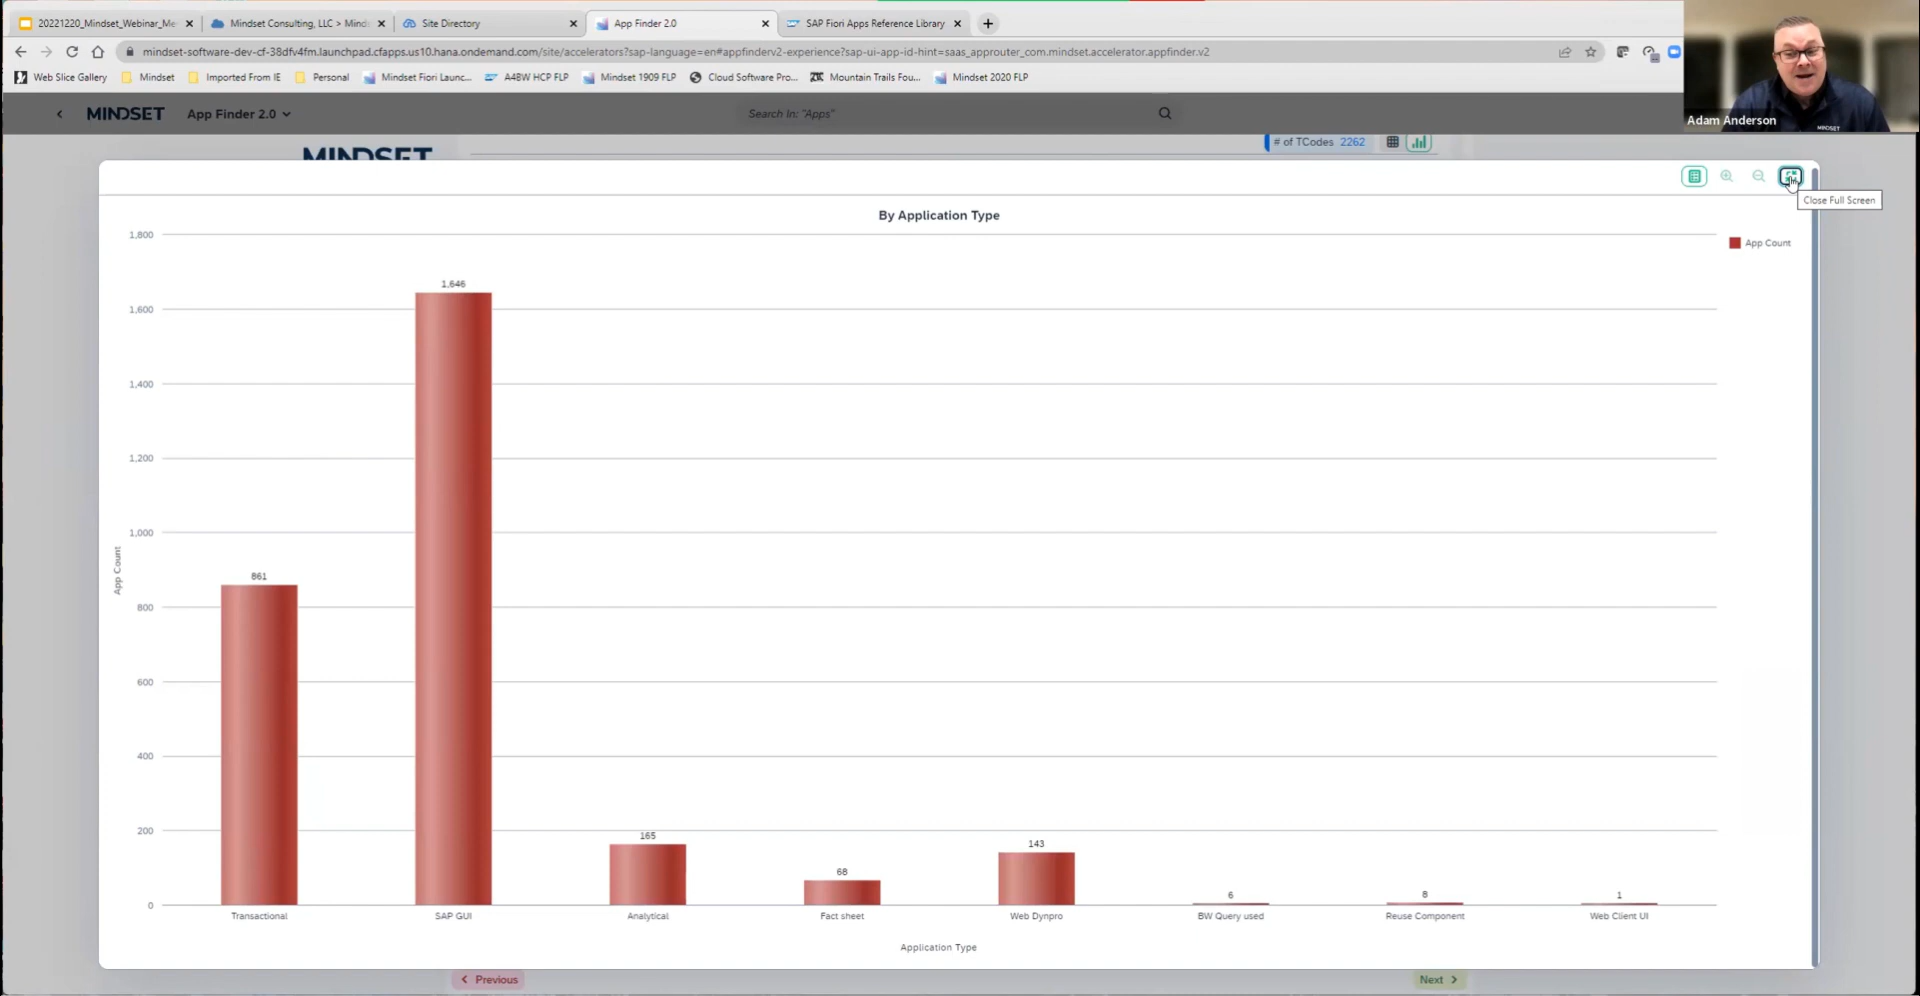 20221220_Mindset_Webinar_Me
Mindset Consulting, LLC > Minds
Site Directory
App Finder 2.0
SAP Fiori Apps Reference Library
mindset-software-dev-cf-38dfv4fm.launchpad.cfapps.us10.hana.ondemand.com/site/accelerators?sap-language=en#appfinderv2-experience?sap-ui-app-id-hint=saas_approuter_com.mindset.accelerator.appfinder.v2
Web Slice Gallery
Mindset
Imported From IE
Personal
Mindset Fiori Launc...
A4BW HCP FLP
Mindset 1909 FLP
Cloud Software Pro...
Mountain Trails Fou...
Mindset 2020 FLP
MINDSET
App Finder 2.0
Search In: "Apps"
Adam Anderson
MINDSET
MINDSET
# of TCodes 2262
Close Full Screen
By Application Type
App Count
1,800
1,600
1,400
1,200
1,000
800
600
400
200
0
App Count
861
1,646
165
68
143
6
8
1
Transactional
SAP GUI
Analytical
Fact sheet
Web Dynpro
BW Query used
Reuse Component
Web Client UI
Application Type
Previous
Next